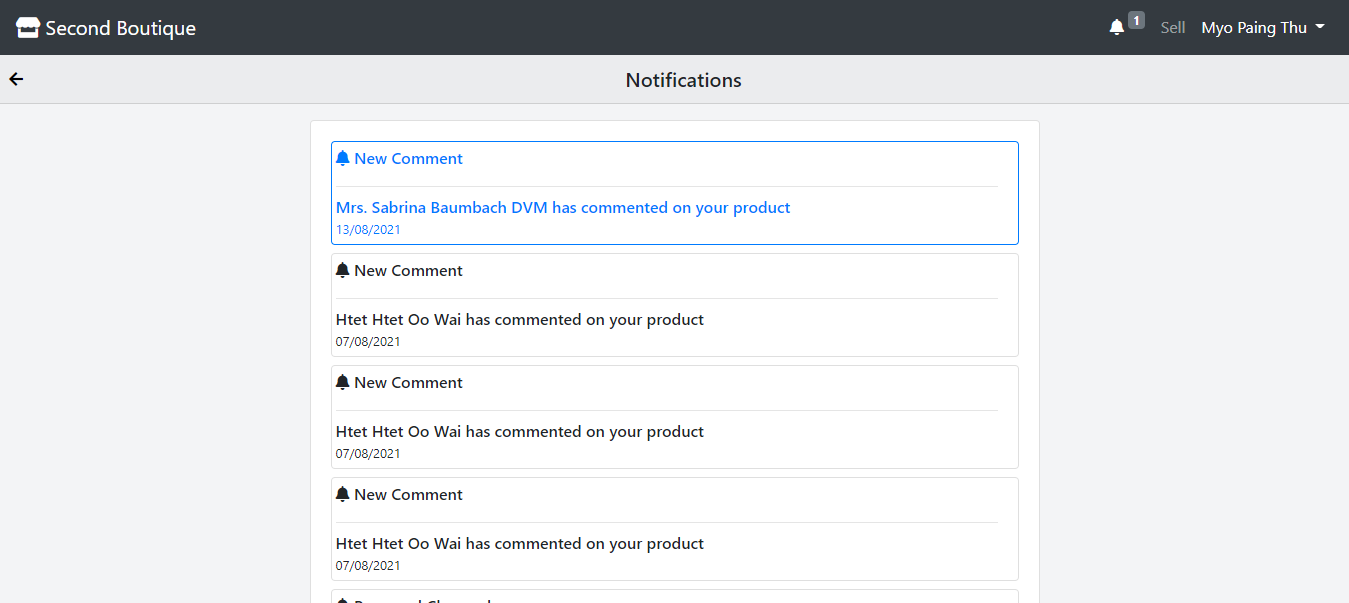 Second Boutique
1
Sell
Myo Paing Thu
Notifications
New Comment
Mrs. Sabrina Baumbach DVM has commented on your product
13/08/2021
New Comment
Htet Htet Oo Wai has commented on your product
07/08/2021
New Comment
Htet Htet Oo Wai has commented on your product
07/08/2021
New Comment
Htet Htet Oo Wai has commented on your product
07/08/2021